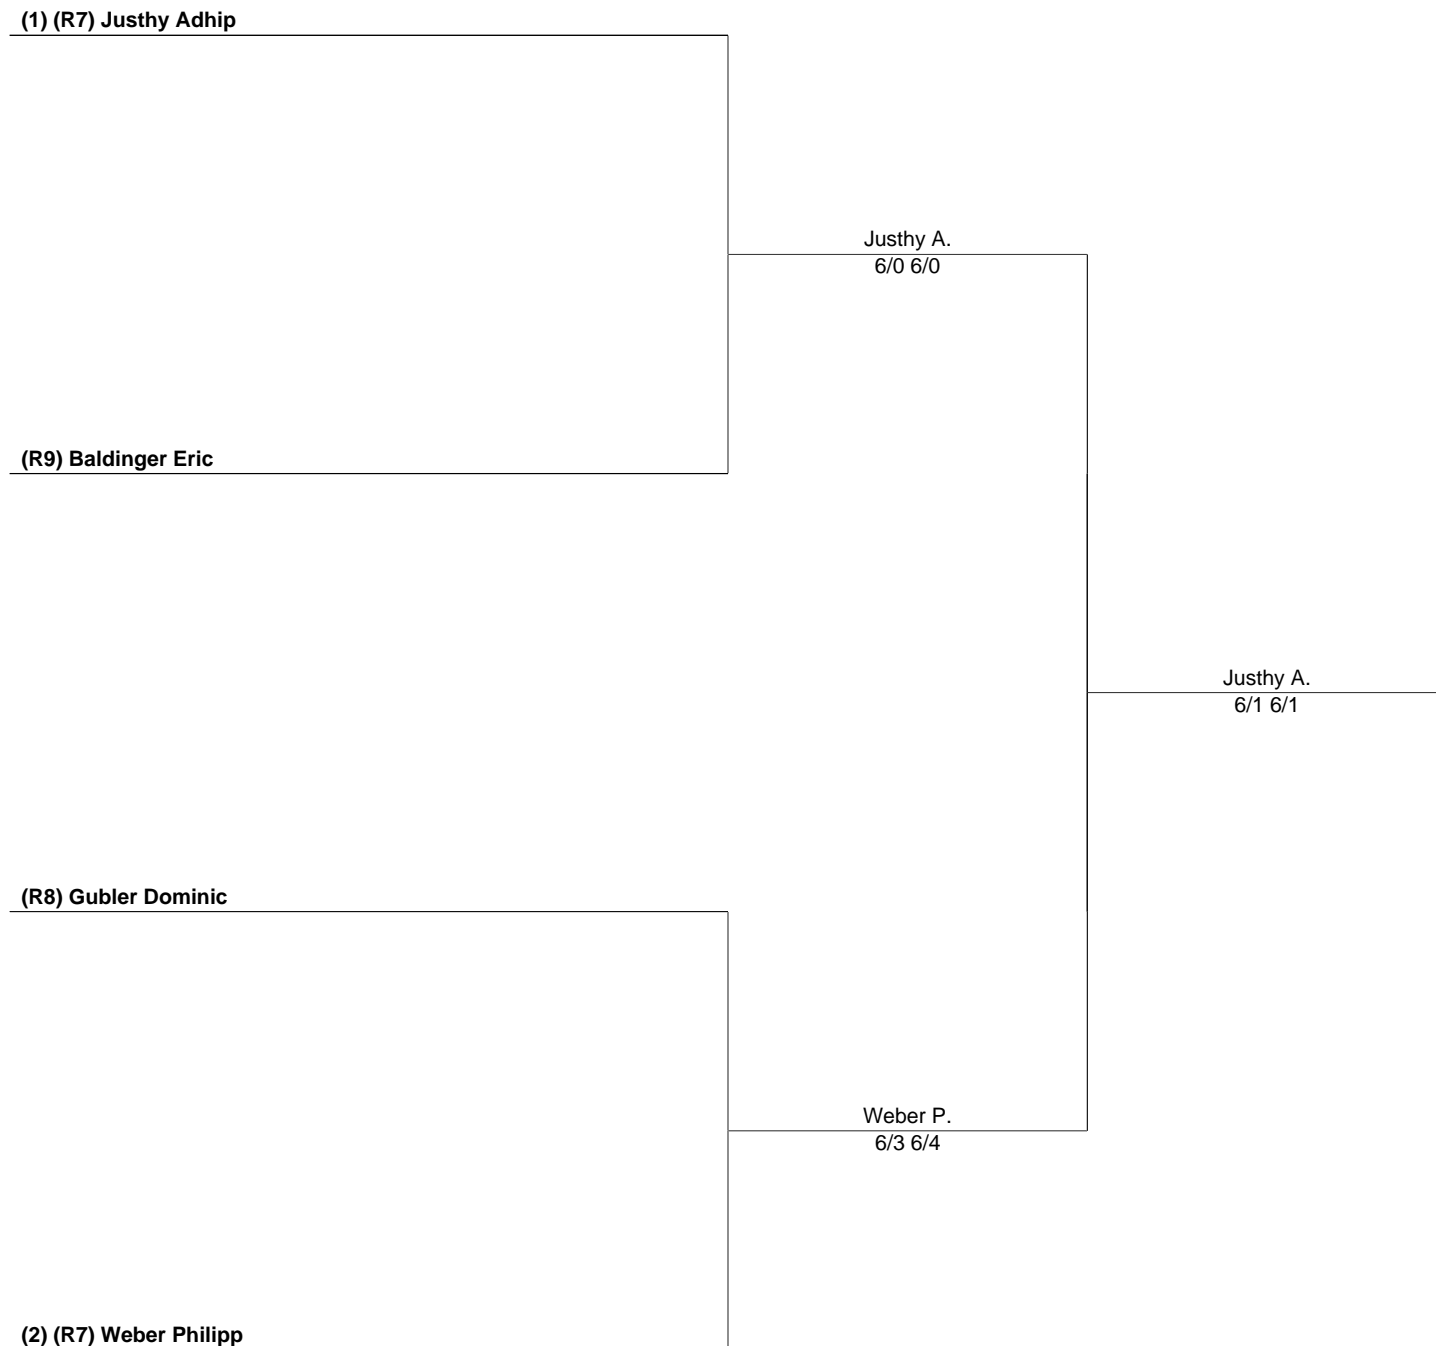 (1) (R7) Justhy Adhip
Justhy A.
6/0 6/0
(R9) Baldinger Eric
Justhy A.
6/1 6/1
(R8) Gubler Dominic
Weber P.
6/3 6/4
(2) (R7) Weber Philipp